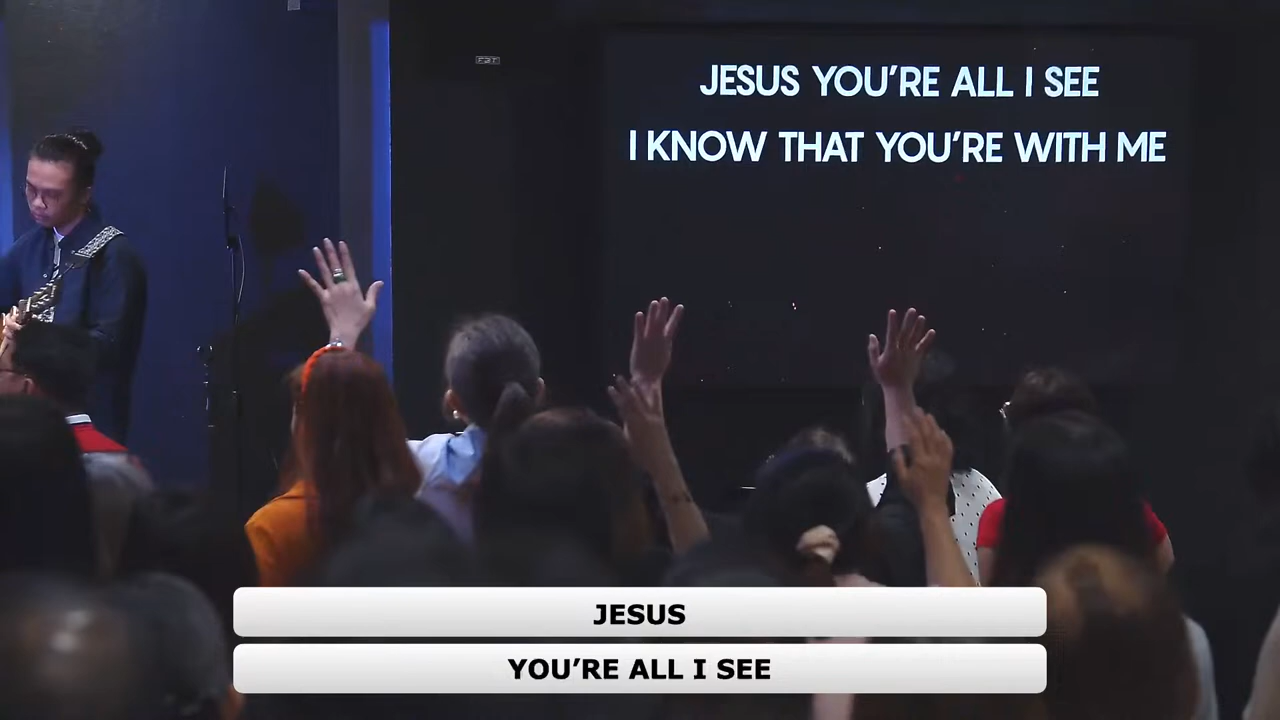 JESUS YOU'RE ALL I SEE
I KNOW THAT YOU'RE WITH ME
JESUS
YOU'RE ALL I SEE